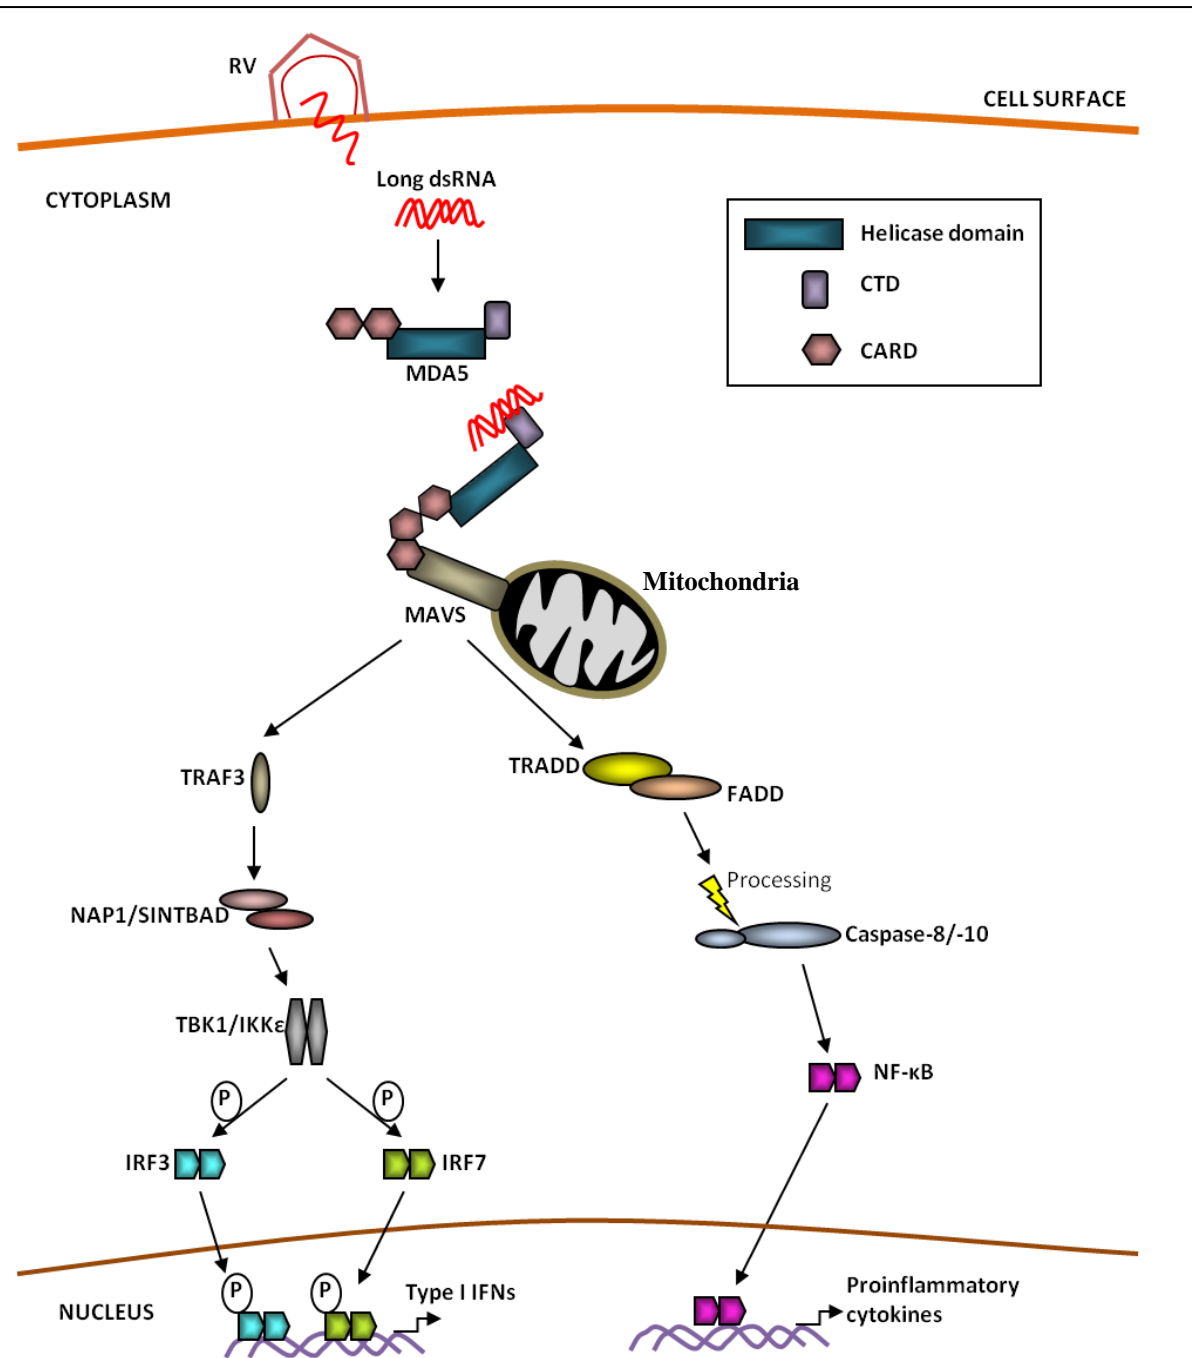 RV
CELL SURFACE
CYTOPLASM
Long dsRNA
Helicase domain
CTD
CARD
MDA5
Mitochondria
MAVS
TRAF3
TRADD
FADD
Processing
NAP1/SINTBAD
Caspase-8/-10
TBK1/IKKε
NF-κB
P
P
IRF3
IRF7
P
P
Type I IFNs
Proinflammatory
cytokines
NUCLEUS